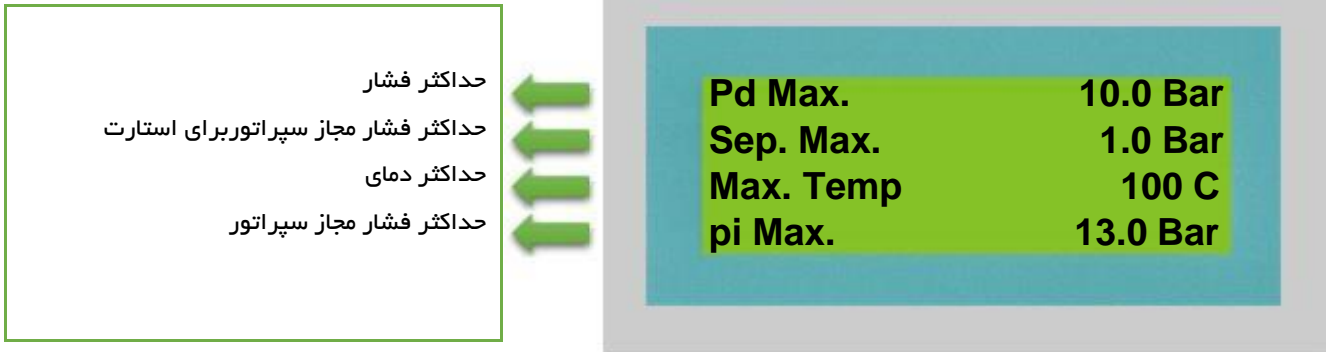 حداکثر فشار
حداکثر فشار مجاز سپراتوربرای استارت
حداکثر دمای
حداکثر فشار مجاز سپراتور
Pd Max. 10.0 Bar
Sep. Max. 1.0 Bar
Max. Temp 100 C
pi Max. 13.0 Bar